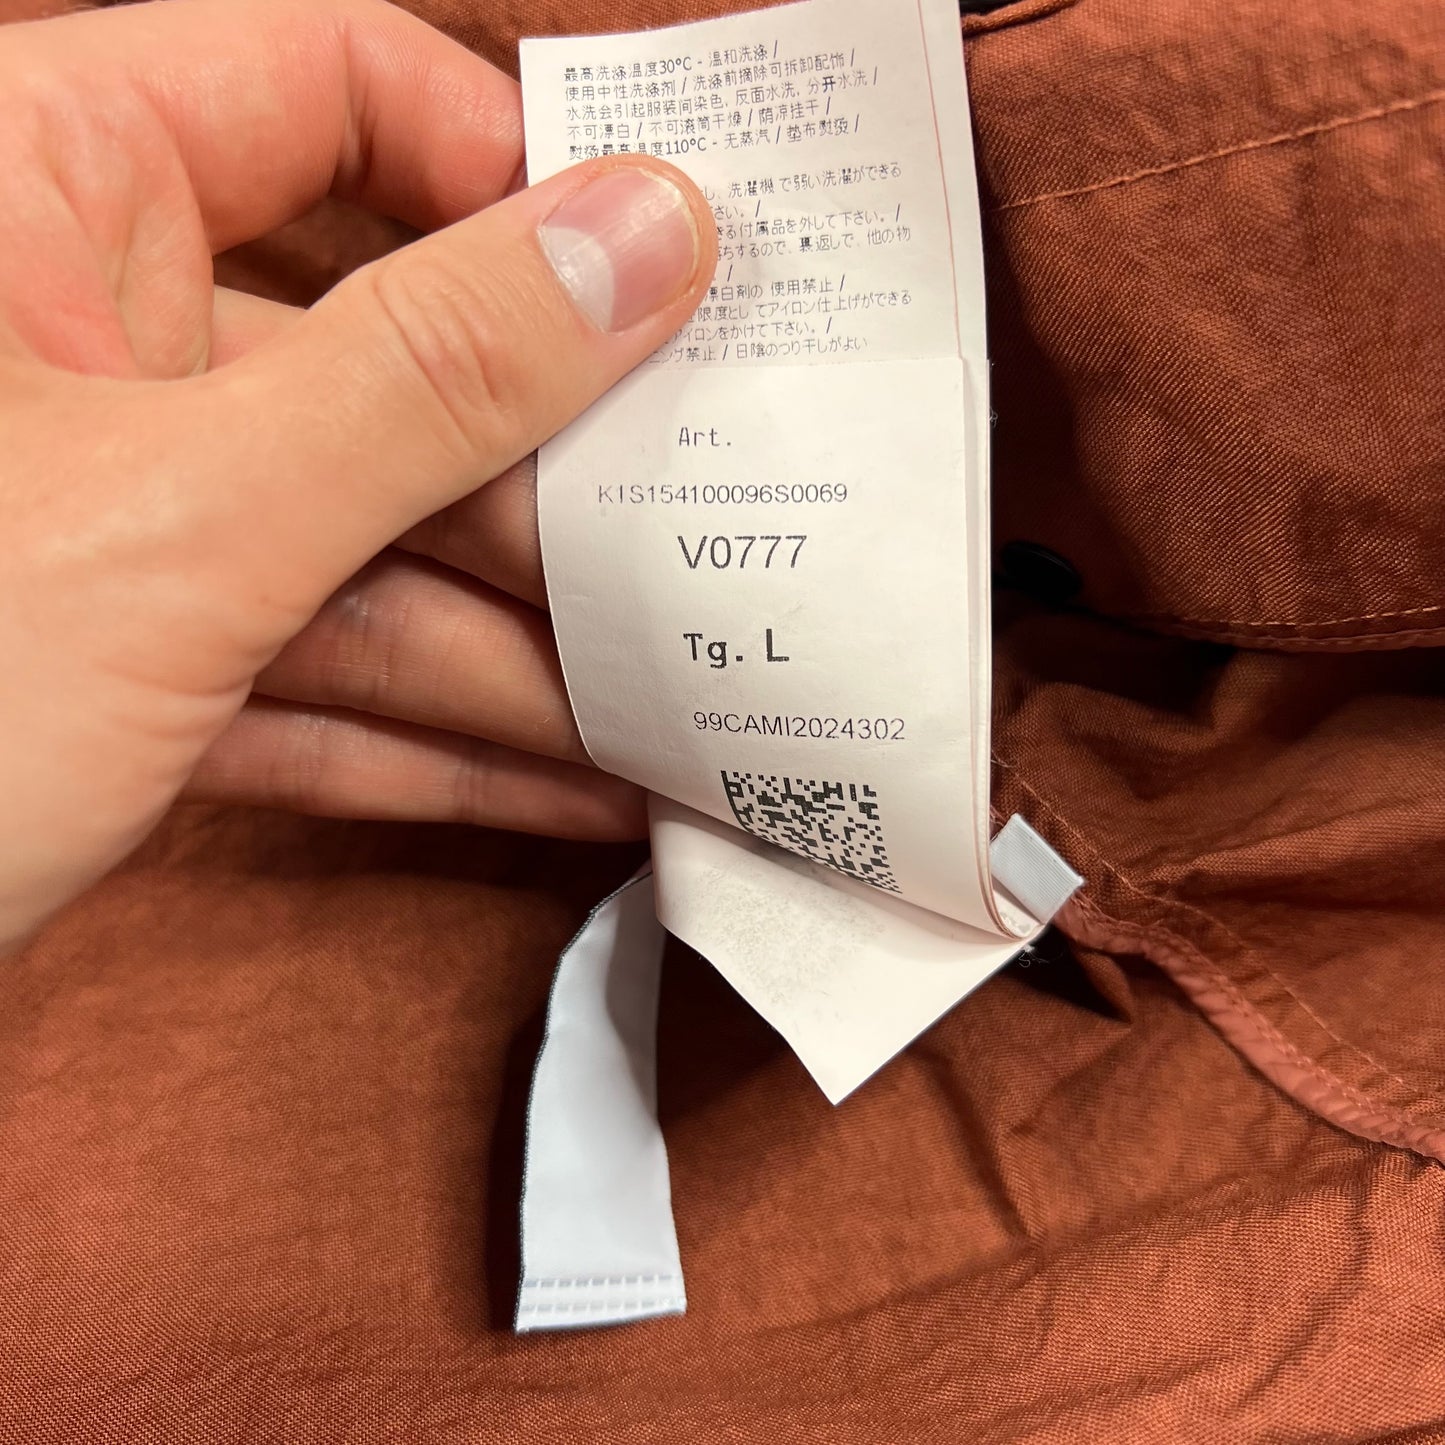 最高洗涤温度30°C - 温和洗涤 /
使用中性洗涤剂 / 洗涤前摘除可拆卸配饰 /
水洗会引起服装间染色, 反面水洗, 分开水洗 /
不可漂白 / 不可滚筒干燥 / 荫凉挂干 /
熨烫最高温度110°C - 无蒸汽 / 垫布熨烫 /
し、洗濯機 で弱い洗濯ができる
さい。 /
きる付属品を外して下さい。 /
落ちするので、裏返しで、他の物
/
漂白剤の 使用禁止 /
を限度とし てアイロン仕上げができる
アイロンをかけて下さい。 /
ニング禁止 / 日陰のつり干しがよい
Art.
K1S154100096S0069
V0777
Tg. L
99CAMI2024302